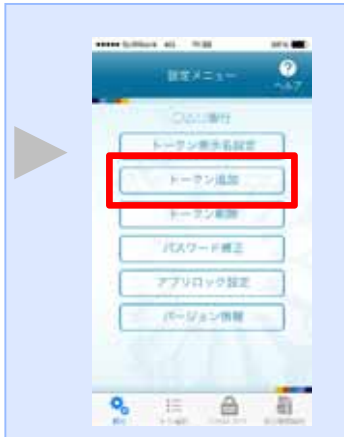 設定メニュー
?
ヘルプ
トークン表示名設定
トークン追加
トークン削除
パスワード補正
アプリロック設定
バージョン情報